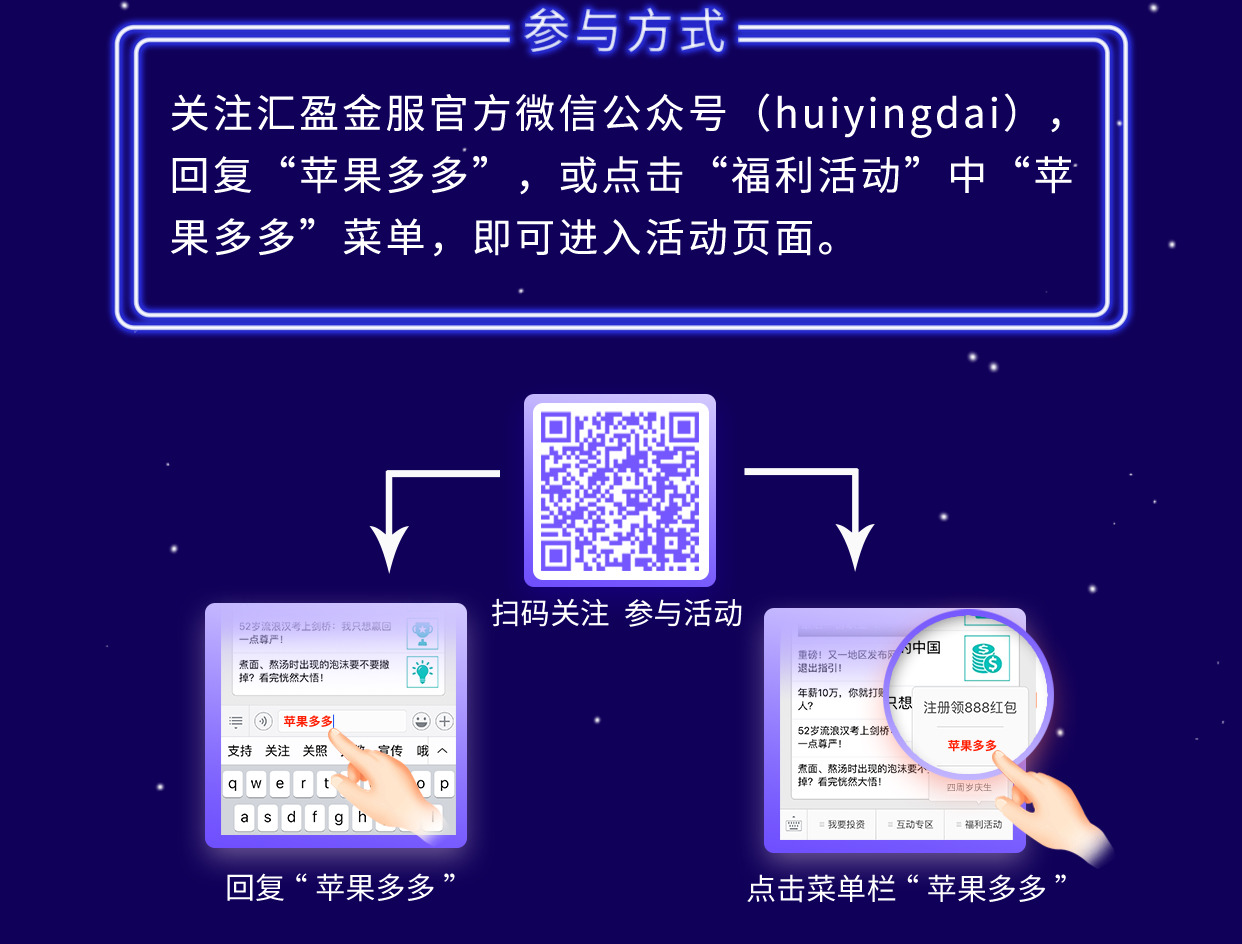 参与方式
关注汇盈金服官方微信公众号（huiyingdai），
回复“苹果多多”，或点击“福利活动”中“苹
果多多”菜单，即可进入活动页面。
扫码关注 参与活动
52岁流浪汉考上剑桥：我只想赢回
一点尊严！
煮面、熬汤时出现的泡沫要不要撇
掉？看完恍然大悟！
苹果多多
支持 关注 关照 宣传 哦
q w e r t o p
a s d f g h
回复“苹果多多”
重磅！又一地区发布
退出指引！
的中国
年薪10万，你就打败
人？
只想
52岁流浪汉考上剑桥
一点尊严！
煮面、熬汤时出现的泡沫要不
掉？看完恍然大悟！
注册领888红包
苹果多多
四周岁庆生
我要投资 互动专区 福利活动
点击菜单栏“苹果多多”